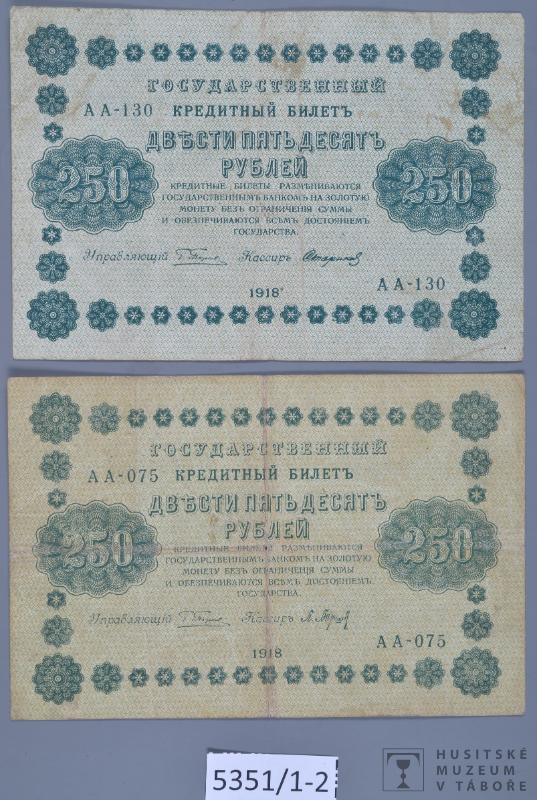 ГОСУДАРСТВЕННЫЙ
АА-130 КРЕДИТНЫЙ БИЛЕТЪ
ДВѢСТИ ПЯТЬДЕСЯТЪ
РУБЛЕЙ
250 250
КРЕДИТНЫЕ БИЛЕТЫ РАЗМѢНИВАЮТСЯ
ГОСУДАРСТВЕННЫМЪ БАНКОМЪ НА ЗОЛОТУЮ
МОНЕТУ БЕЗЪ ОГРАНИЧЕНІЯ СУММЫ
И ОБЕЗПЕЧИВАЮТСЯ ВСѢМЪ ДОСТОЯНІЕМЪ
ГОСУДАРСТВА.
Управляющій Кассиръ
АА-130
1918
ГОСУДАРСТВЕННЫЙ
АА-075 КРЕДИТНЫЙ БИЛЕТЪ
ДВѢСТИ ПЯТЬДЕСЯТЪ
РУБЛЕЙ
250 250
КРЕДИТНЫЕ БИЛЕТЫ РАЗМѢНИВАЮТСЯ
ГОСУДАРСТВЕННЫМЪ БАНКОМЪ НА ЗОЛОТУЮ
МОНЕТУ БЕЗЪ ОГРАНИЧЕНІЯ СУММЫ
И ОБЕЗПЕЧИВАЮТСЯ ВСѢМЪ ДОСТОЯНІЕМЪ
ГОСУДАРСТВА.
Управляющій Кассиръ
АА-075
1918
5351/1-2
HUSITSKÉ
MUZEUM
V TÁBOŘE